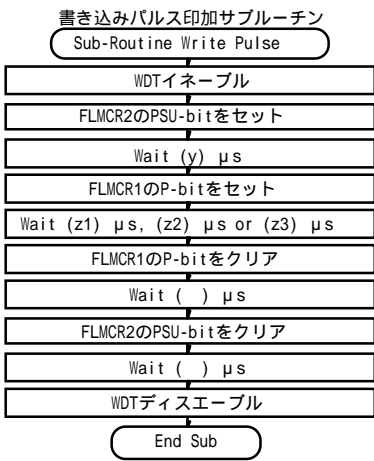 書き込みパルス印加サブルーチン
Sub-Routine Write Pulse
WDTイネーブル
FLMCR2のPSU-bitをセット
Wait (y) μs
FLMCR1のP-bitをセット
Wait (z1) μs, (z2) μs or (z3) μs
FLMCR1のP-bitをクリア
Wait ( ) μs
FLMCR2のPSU-bitをクリア
Wait ( ) μs
WDTディスエーブル
End Sub